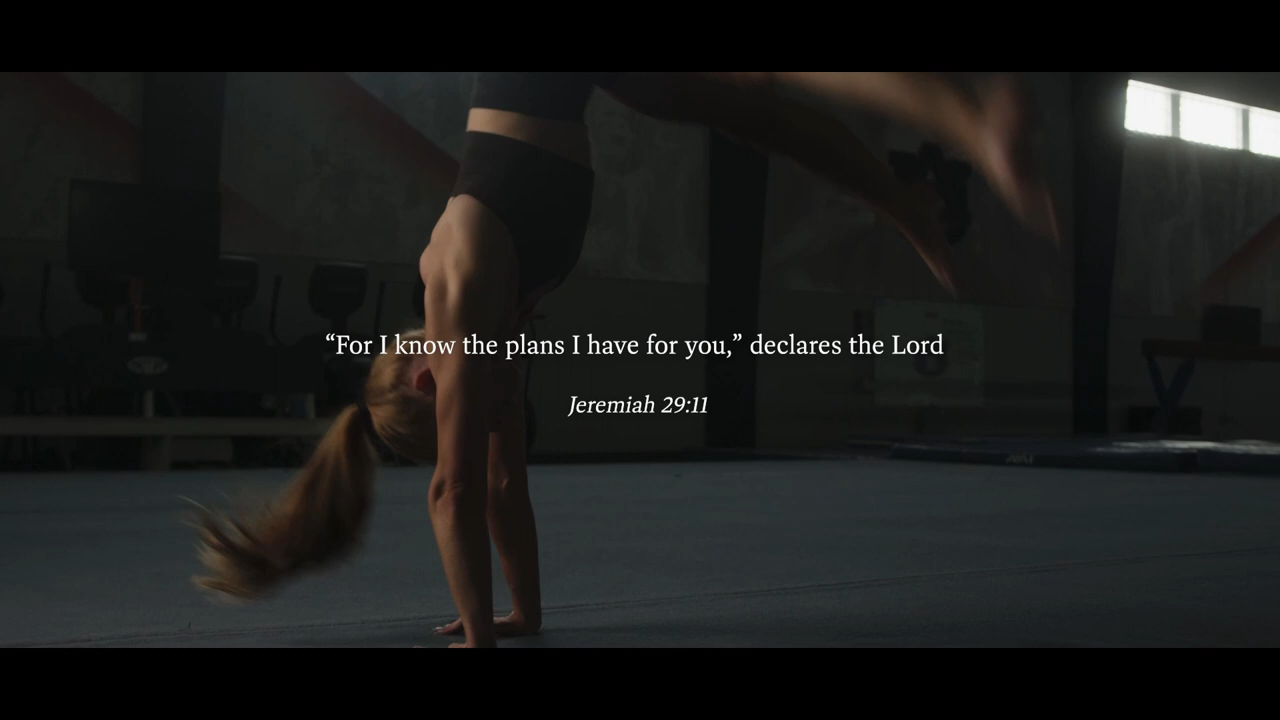 “For I know the plans I have for you,” declares the Lord
Jeremiah 29:11